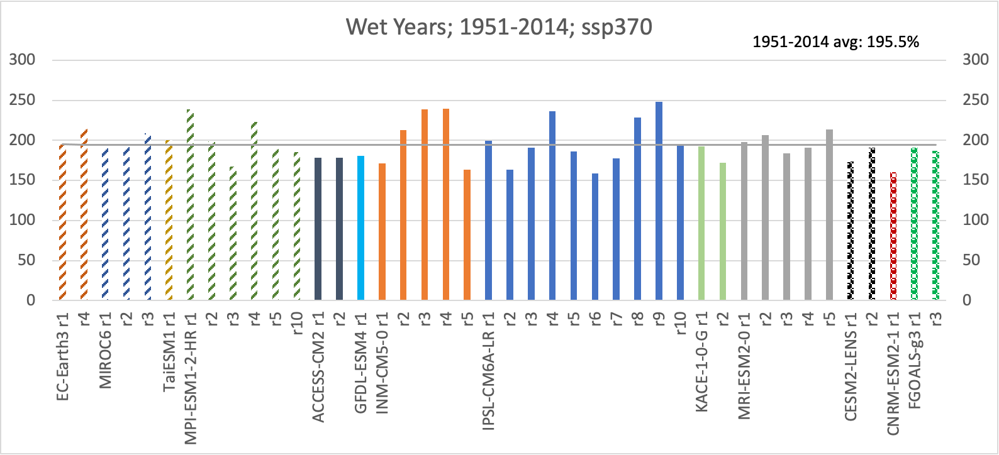 Wet Years; 1951-2014; ssp370
1951-2014 avg: 195.5%
300
250
200
150
100
50
0
300
250
200
150
100
50
0
EC-Earth3 r1
r4
MIROC6 r1
r2
r3
TaiESM1 r1
MPI-ESM1-2-HR r1
r2
r3
r4
r5
r10
ACCESS-CM2 r1
r2
GFDL-ESM4 r1
INM-CM5-0 r1
r2
r3
r4
r5
IPSL-CM6A-LR r1
r2
r3
r4
r5
r6
r7
r8
r9
r10
KACE-1-0-G r1
r2
MRI-ESM2-0 r1
r2
r3
r4
r5
CESM2-LENS r1
r2
CNRM-ESM2-1 r1
FGOALS-g3 r1
r3